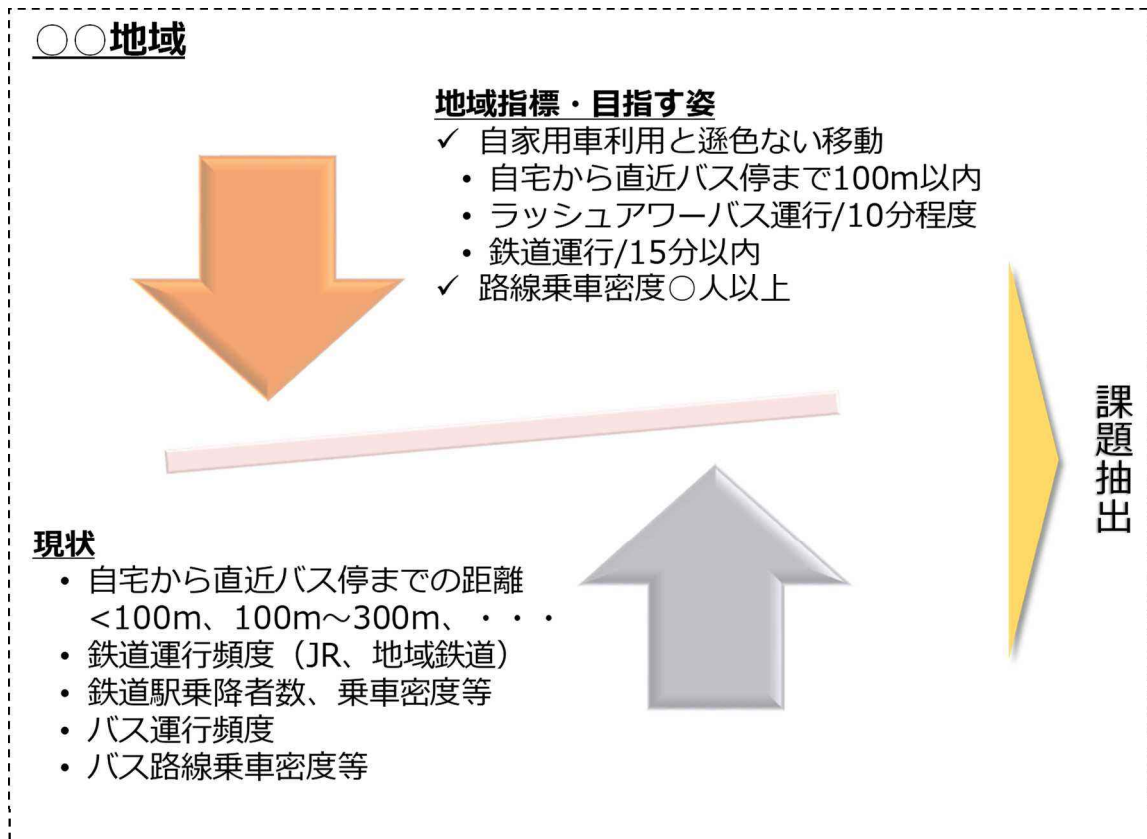 ○○地域
地域指標・目指す姿
✓ 自家用車利用と遜色ない移動
• 自宅から直近バス停まで100m以内
• ラッシュアワーバス運行/10分程度
• 鉄道運行/15分以内
✓ 路線乗車密度○人以上
課題抽出
現状
• 自宅から直近バス停までの距離
<100m、100m～300m、・・・
• 鉄道運行頻度（JR、地域鉄道）
• 鉄道駅乗降者数、乗車密度等
• バス運行頻度
• バス路線乗車密度等